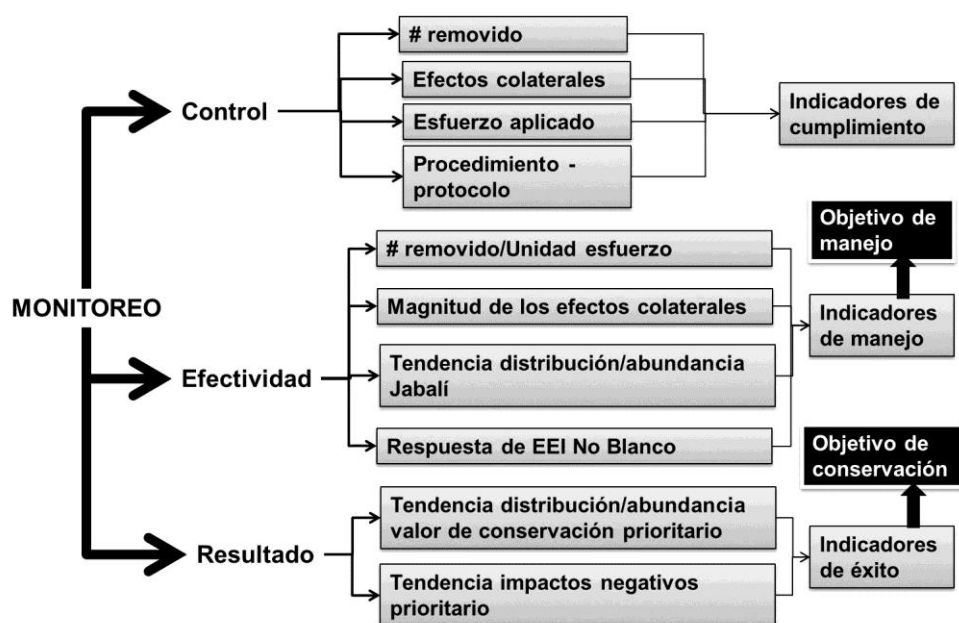 MONITOREO
Control
# removido
Efectos colaterales
Esfuerzo aplicado
Procedimiento -
protocolo
Indicadores de
cumplimiento
Efectividad
# removido/Unidad esfuerzo
Magnitud de los efectos colaterales
Tendencia distribución/abundancia
Jabalí
Respuesta de EEI No Blanco
Indicadores
de manejo
Objetivo de
manejo
Resultado
Tendencia distribución/abundancia
valor de conservación prioritario
Tendencia impactos negativos
prioritario
Indicadores
de éxito
Objetivo de
conservación